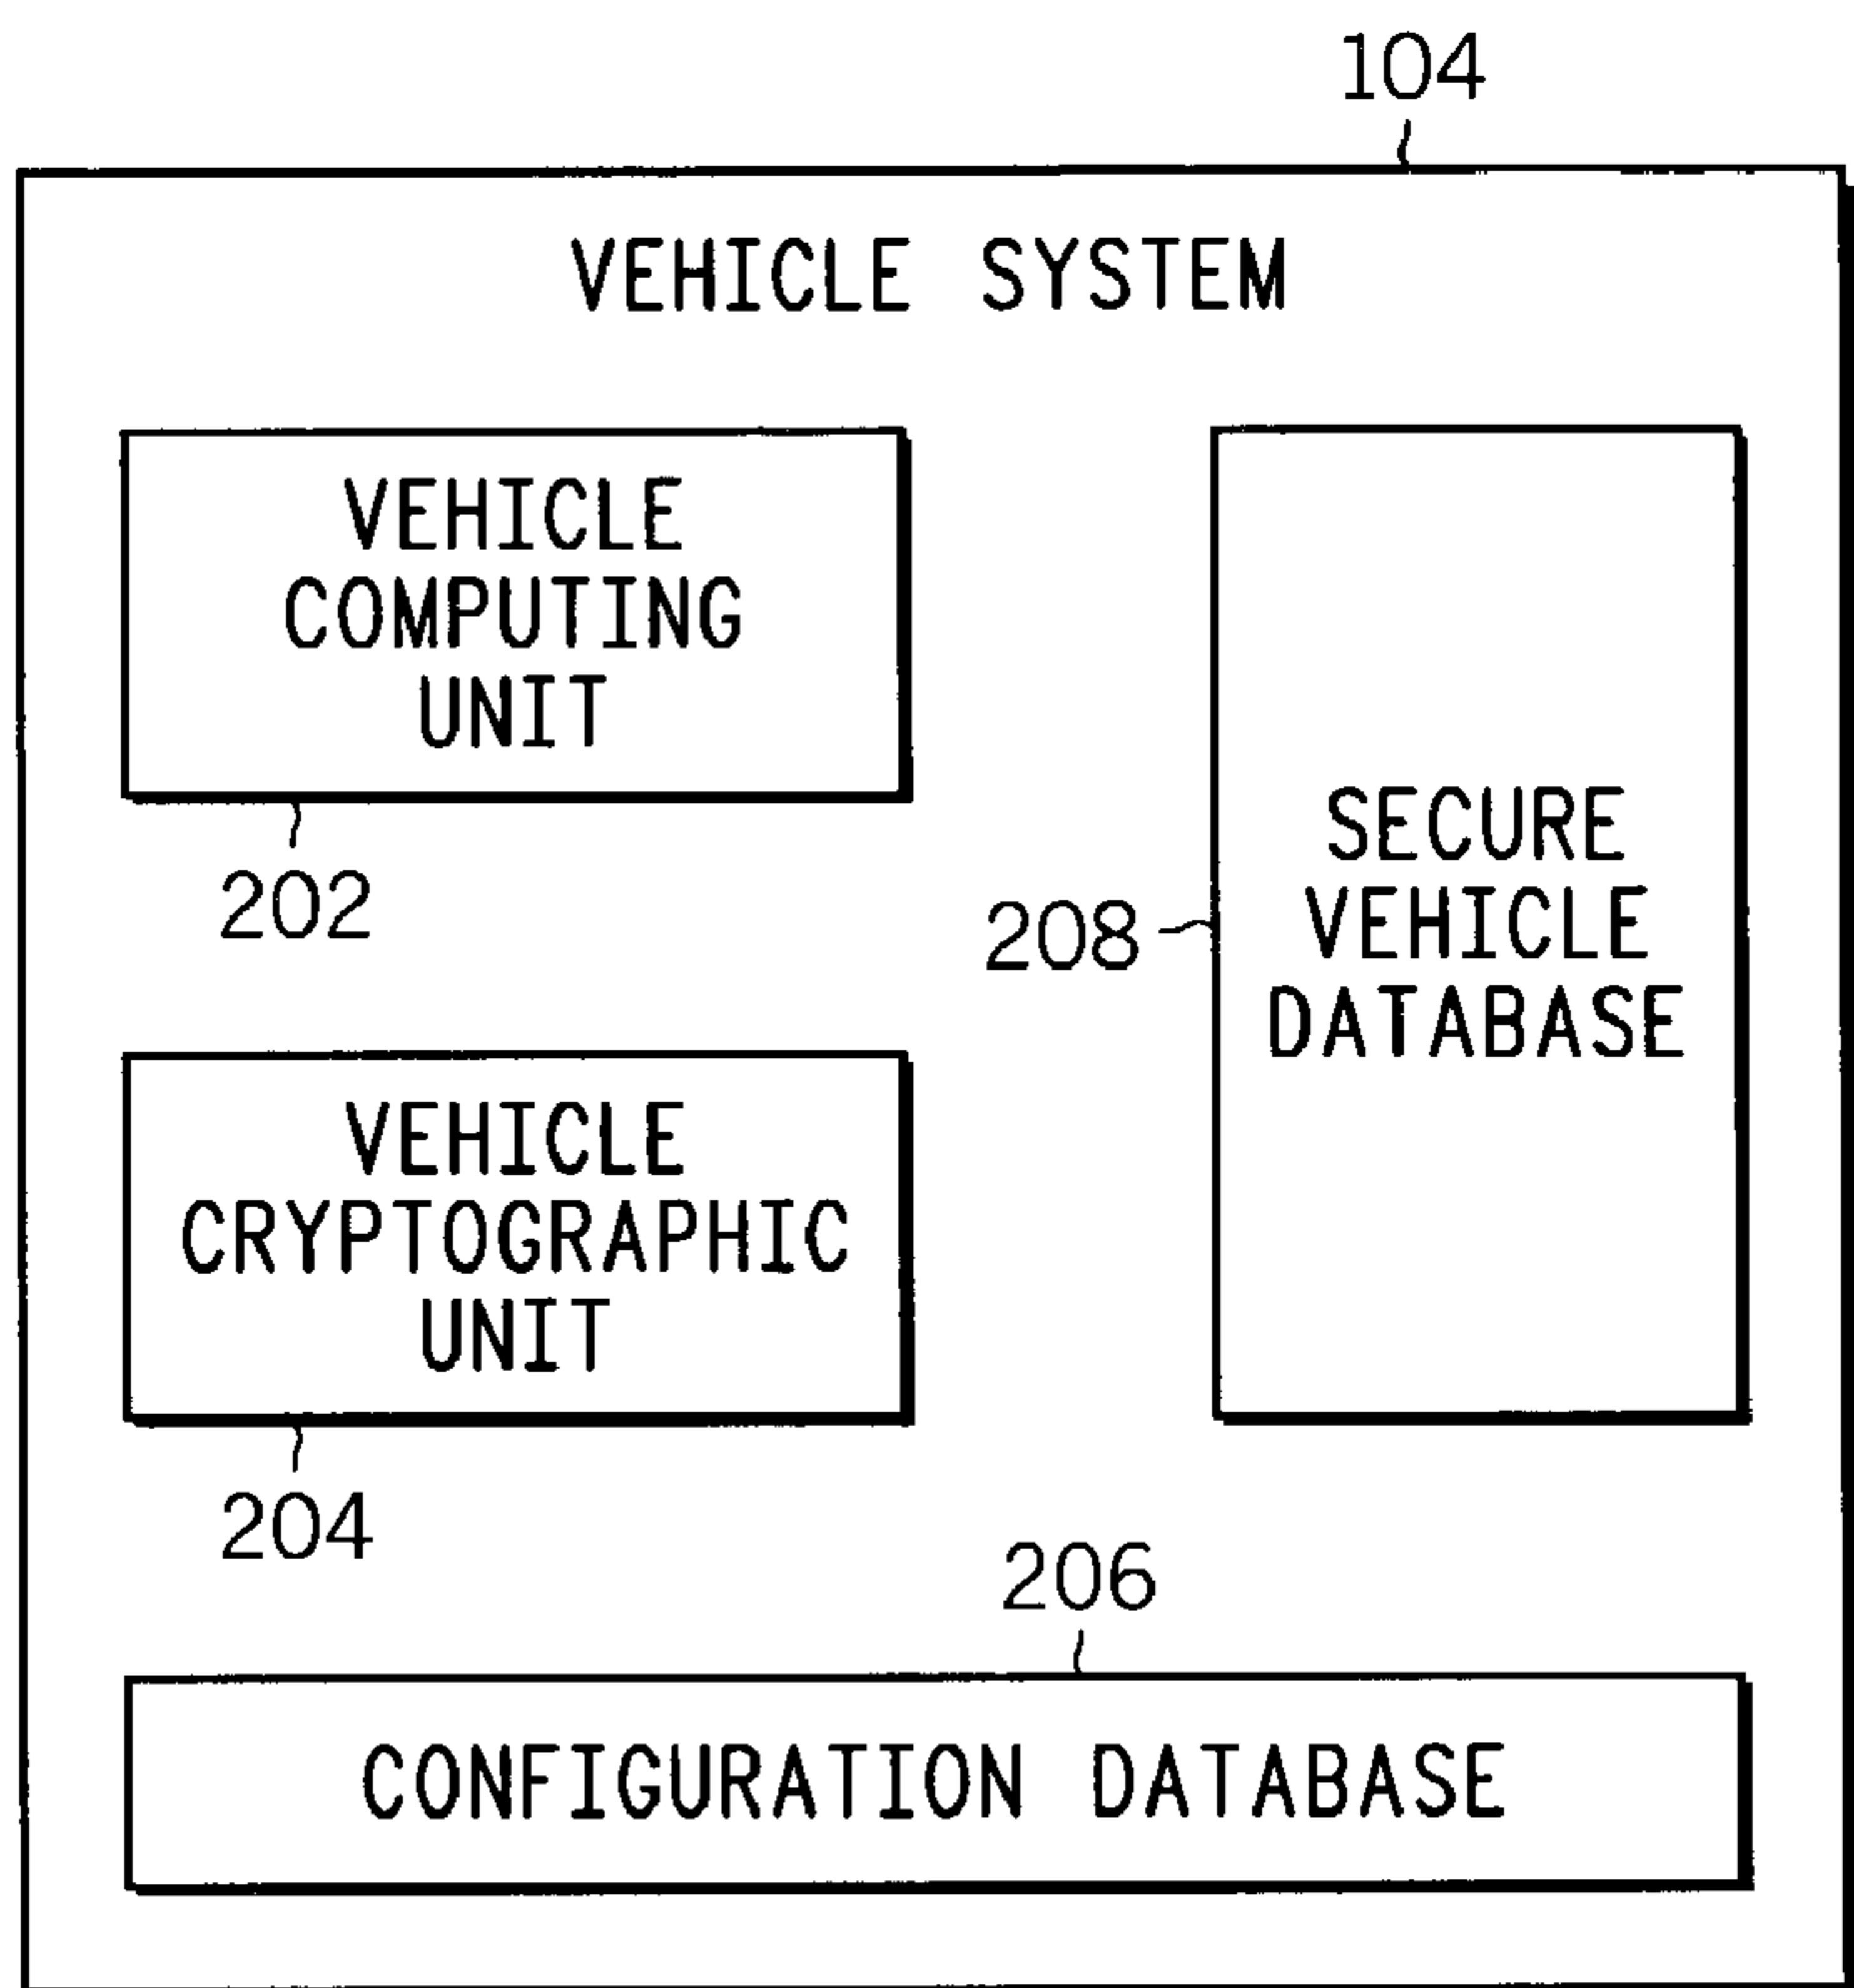 104
VEHICLE SYSTEM
VEHICLE
COMPUTING
UNIT
202
SECURE
VEHICLE
DATABASE
208
VEHICLE
CRYPTOGRAPHIC
UNIT
204
206
CONFIGURATION DATABASE